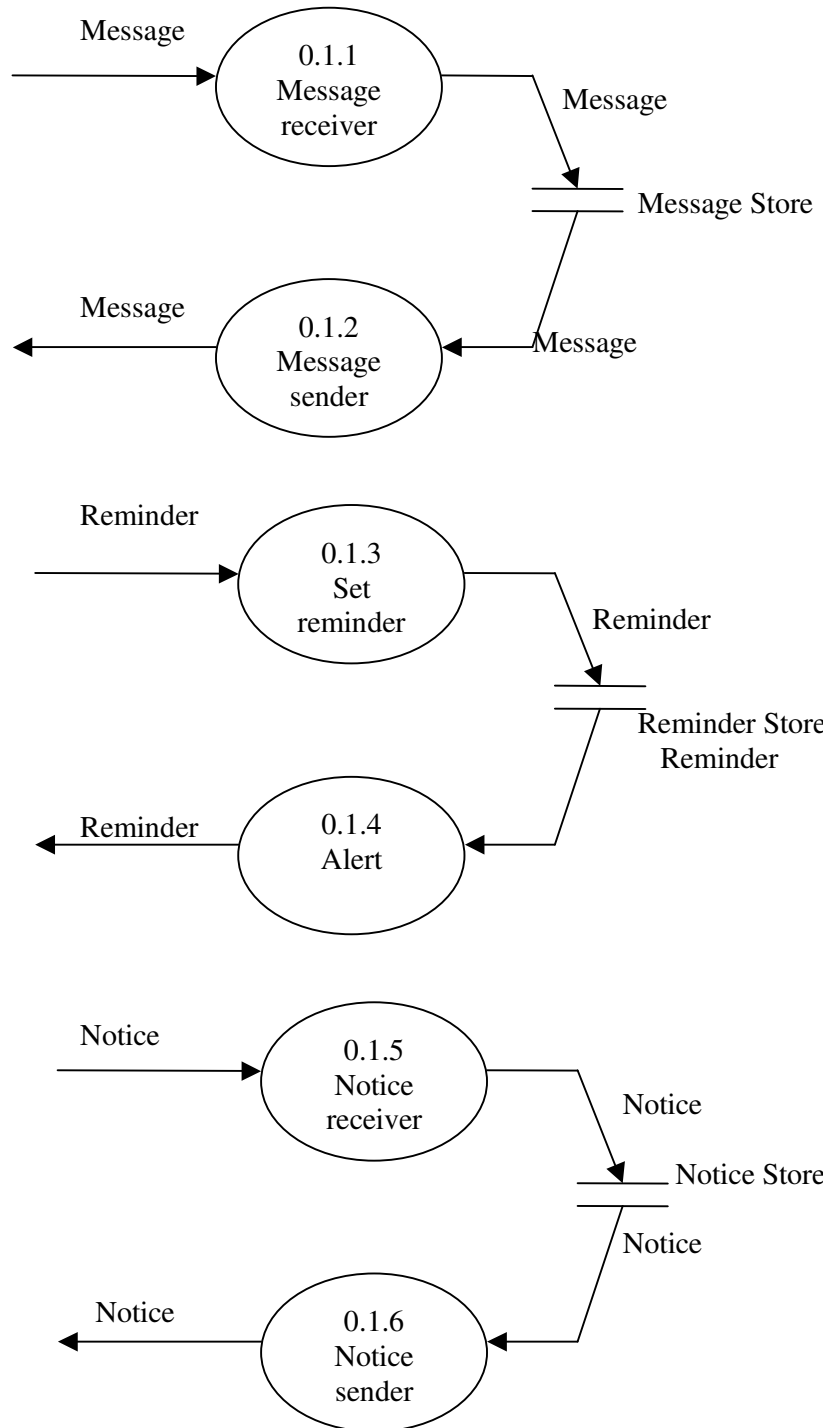 Message
0.1.1
Message
receiver
Message
Message Store
Message
0.1.2
Message
sender
Message
Reminder
0.1.3
Set
reminder
Reminder
Reminder Store
Reminder
Reminder
0.1.4
Alert
Notice
0.1.5
Notice
receiver
Notice
Notice Store
Notice
Notice
0.1.6
Notice
sender